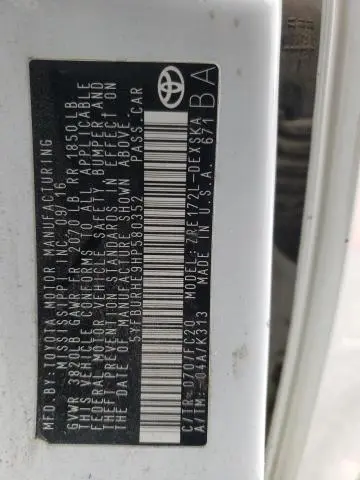 MFD.BY:TOYOTA MOTOR MANUFACTURING
MISSISSIPPI INC. 09/16
GVWR 3820LB GAWR FR 2070 LB RR 1850LB
THIS VEHICLE CONFORMS TO ALL APPLICABLE
FEDERAL MOTOR VEHICLE SAFETY, BUMPER, AND
THEFT PREVENTION STANDARDS IN EFFECT
ON THE DATE OF MANUFACTURE SHOWN ABOVE.
5YFBURHE9HP580352 PASS.CAR
C/TR: 070/FC20 MODEL: ZRE172L-DEXSKA
A/TM: -04A/K313 MADE IN U.S.A. 671
BA